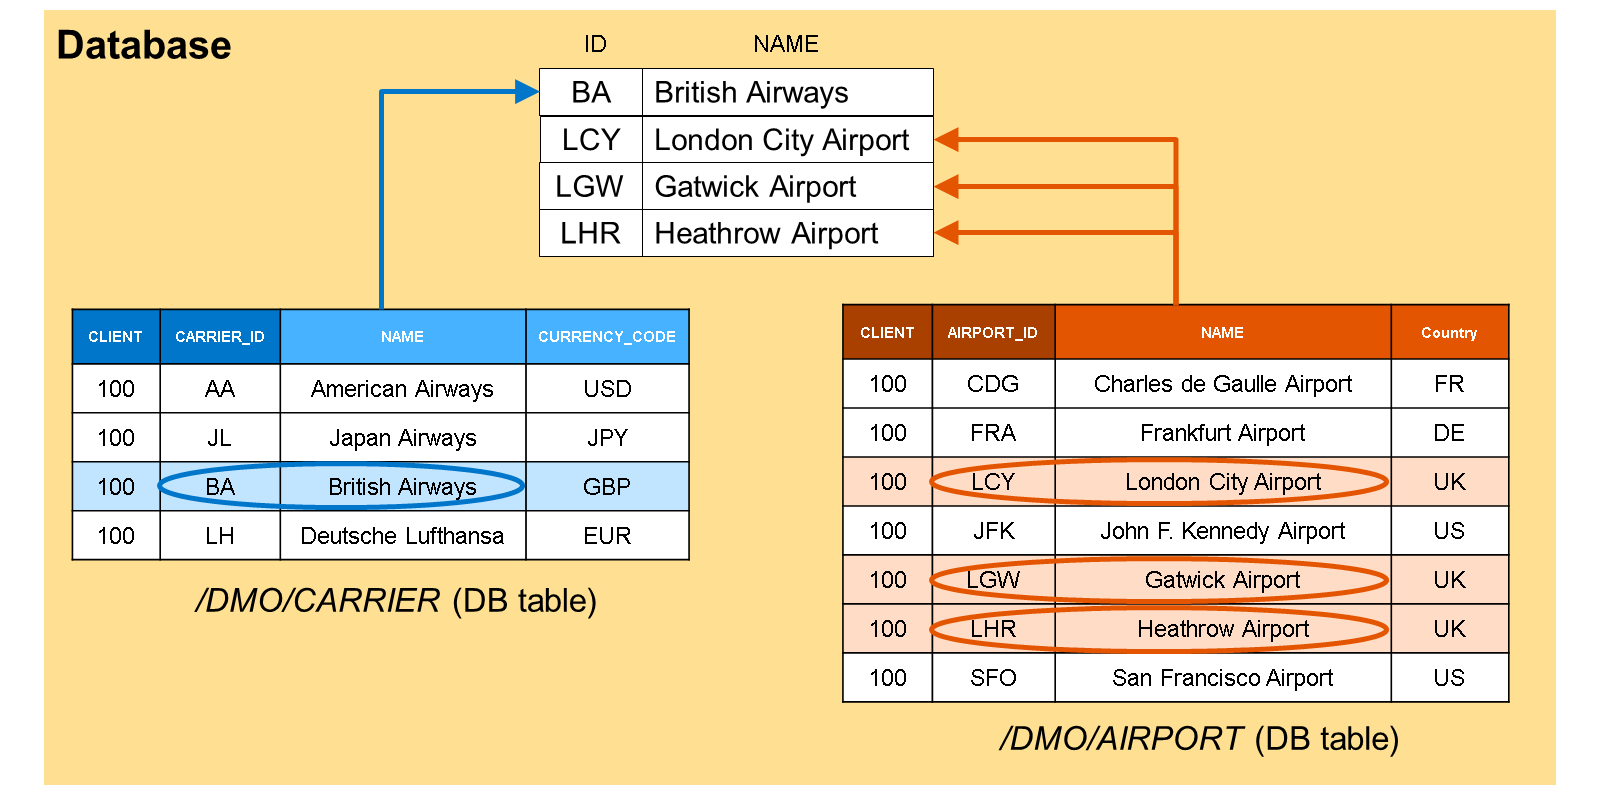 Database
ID NAME
BA British Airways
LCY London City Airport
LGW Gatwick Airport
LHR Heathrow Airport
CLIENT CARRIER_ID NAME CURRENCY_CODE
100 AA American Airways USD
100 JL Japan Airways JPY
100 BA British Airways GBP
100 LH Deutsche Lufthansa EUR
/DMO/CARRIER (DB table)
CLIENT AIRPORT_ID NAME Country
100 CDG Charles de Gaulle Airport FR
100 FRA Frankfurt Airport DE
100 LCY London City Airport UK
100 JFK John F. Kennedy Airport US
100 LGW Gatwick Airport UK
100 LHR Heathrow Airport UK
100 SFO San Francisco Airport US
/DMO/AIRPORT (DB table)